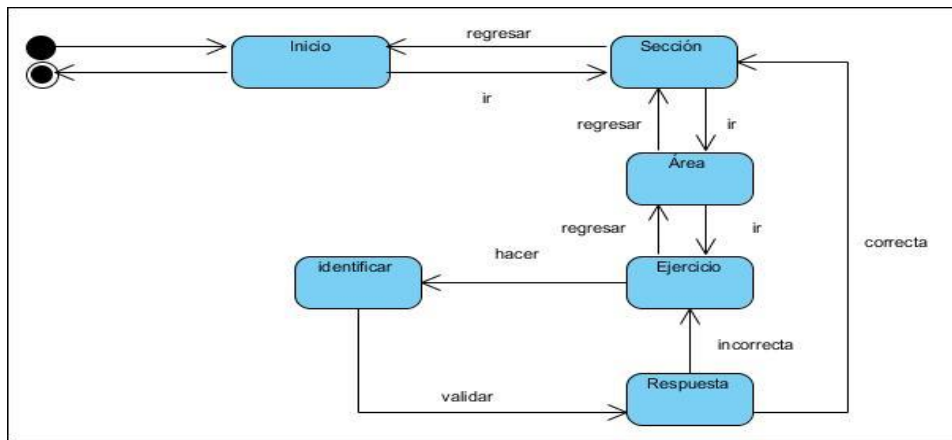 regresar
Inicio
Sección
ir
regresar
ir
Área
regresar
ir
correcta
hacer
identificar
Ejercicio
incorrecta
Respuesta
validar